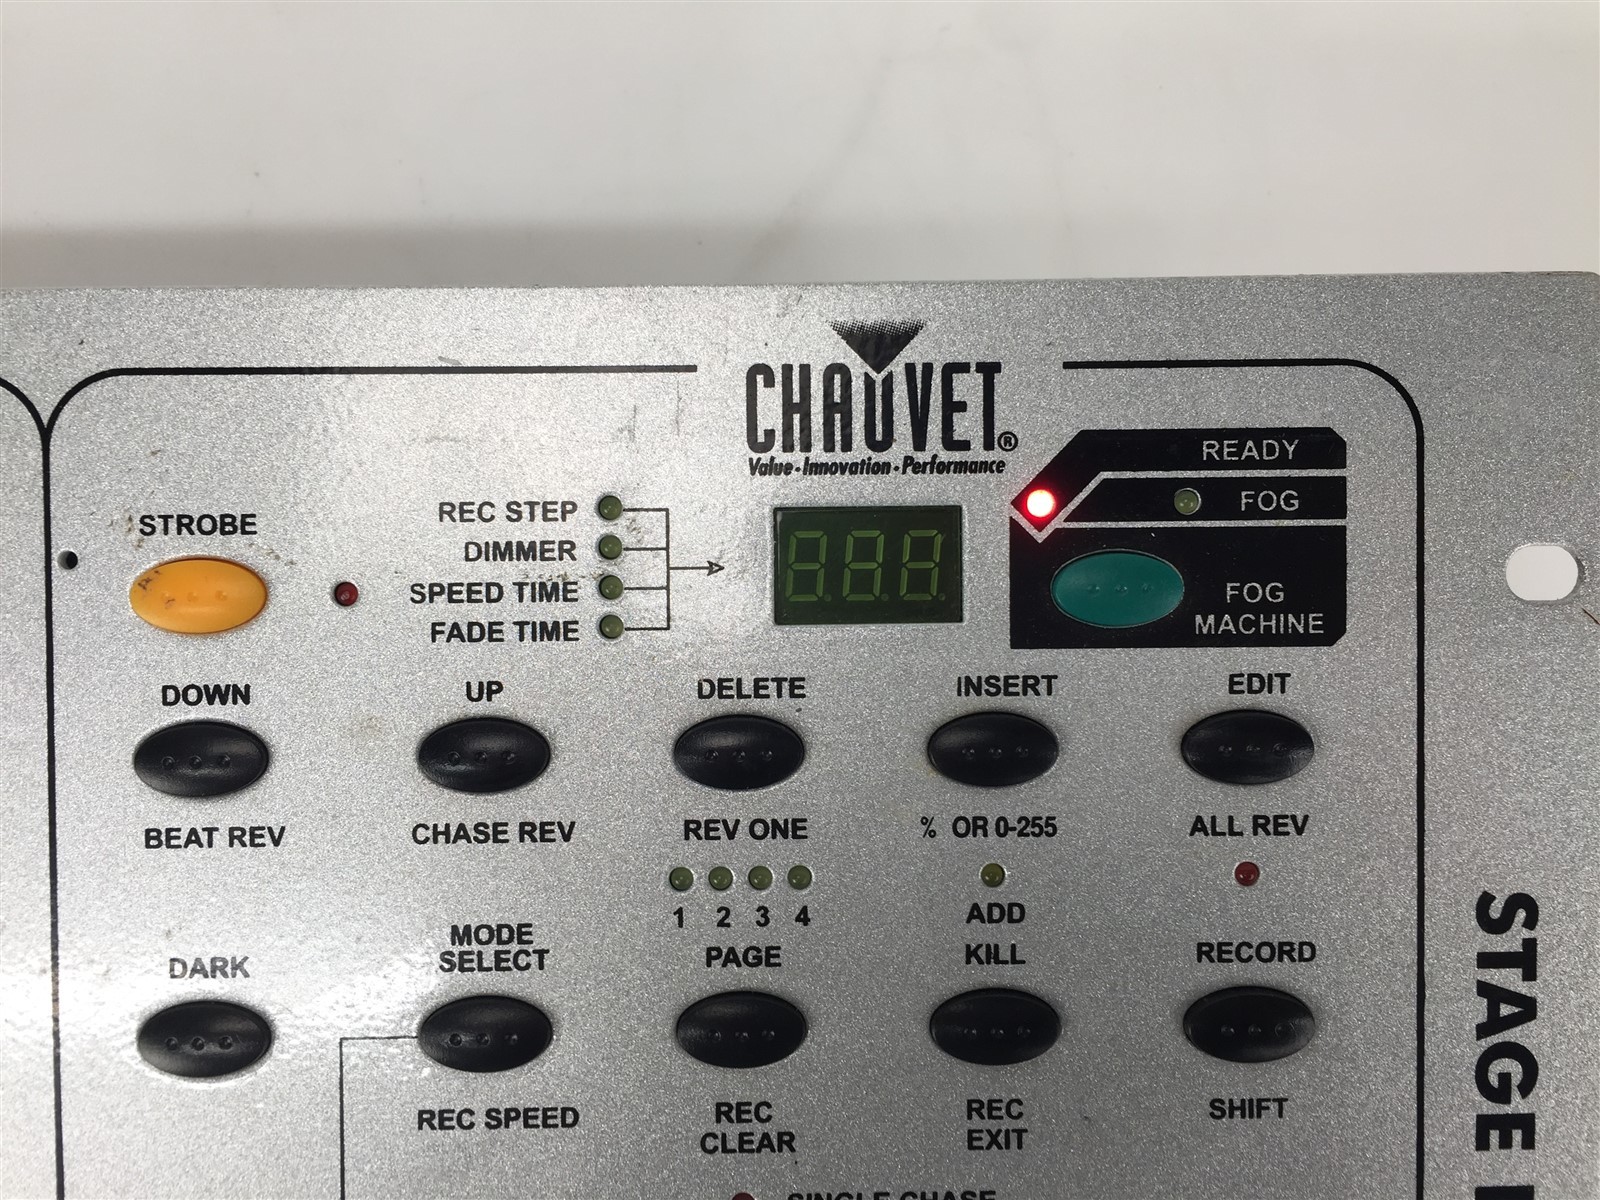 CHAUVET®
Value·Innovation·Performance
READY
FOG
FOG
MACHINE
STROBE
REC STEP
DIMMER
SPEED TIME
FADE TIME
DOWN
UP
DELETE
INSERT
EDIT
BEAT REV
CHASE REV
REV ONE
% OR 0-255
ALL REV
1 2 3 4
ADD
DARK
MODE
SELECT
PAGE
KILL
RECORD
REC SPEED
REC
CLEAR
REC
EXIT
SHIFT
SINGLE CHASE
STAGE